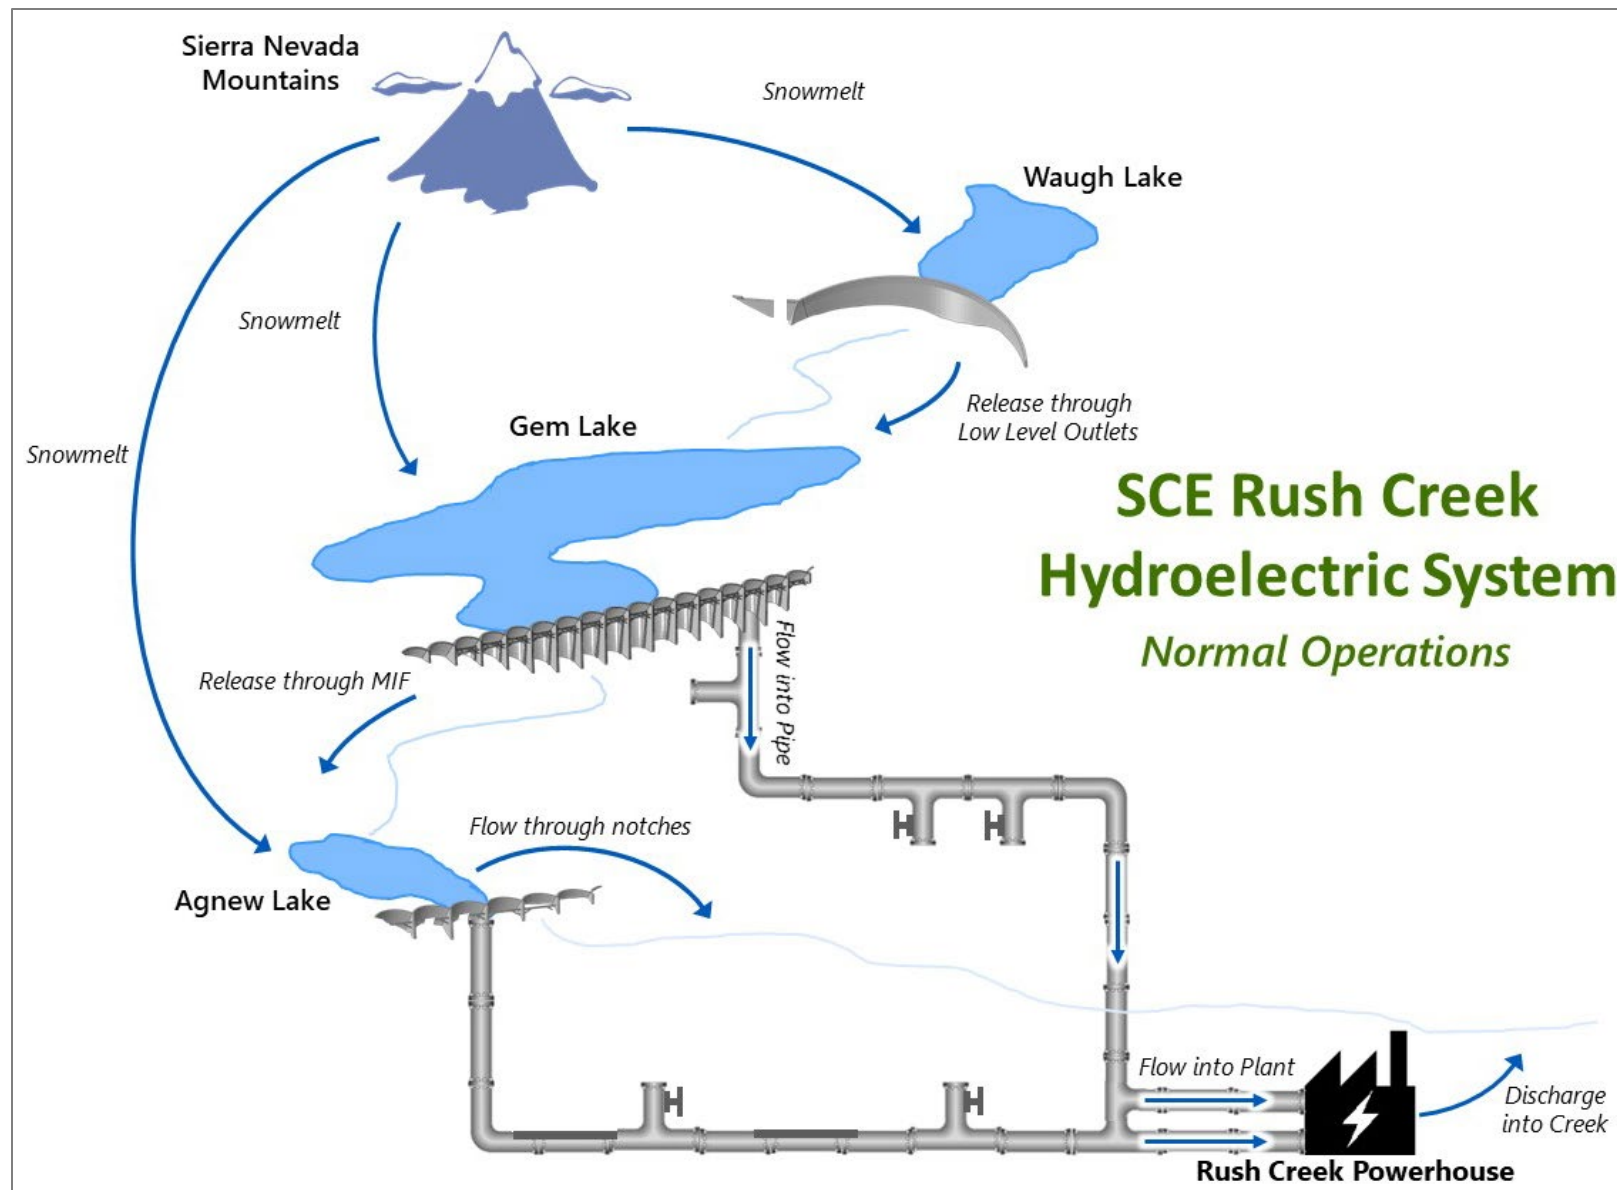 Sierra Nevada
Mountains
Snowmelt
Waugh Lake
Snowmelt
Release through
Low Level Outlets
Gem Lake
Snowmelt
SCE Rush Creek
Hydroelectric System
Normal Operations
Flow into Pipe
Release through MIF
Flow through notches
Agnew Lake
Flow into Plant
Discharge
into Creek
Rush Creek Powerhouse